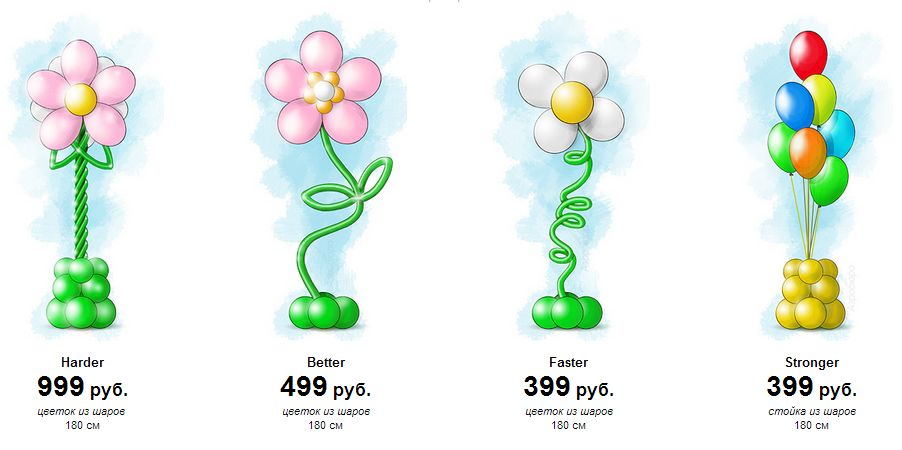 Harder
999 руб.
цветок из шаров
180 см
Better
499 руб.
цветок из шаров
180 см
Faster
399 руб.
цветок из шаров
180 см
Stronger
399 руб.
стойка из шаров
180 см